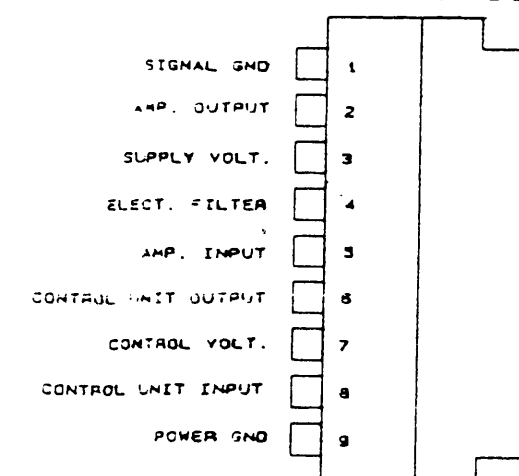 SIGNAL GND 1
AMP. OUTPUT 2
SUPPLY VOLT. 3
ELECT. FILTER 4
AMP. INPUT 5
CONTROL UNIT OUTPUT 6
CONTROL VOLT. 7
CONTROL UNIT INPUT 8
POWER GND 9